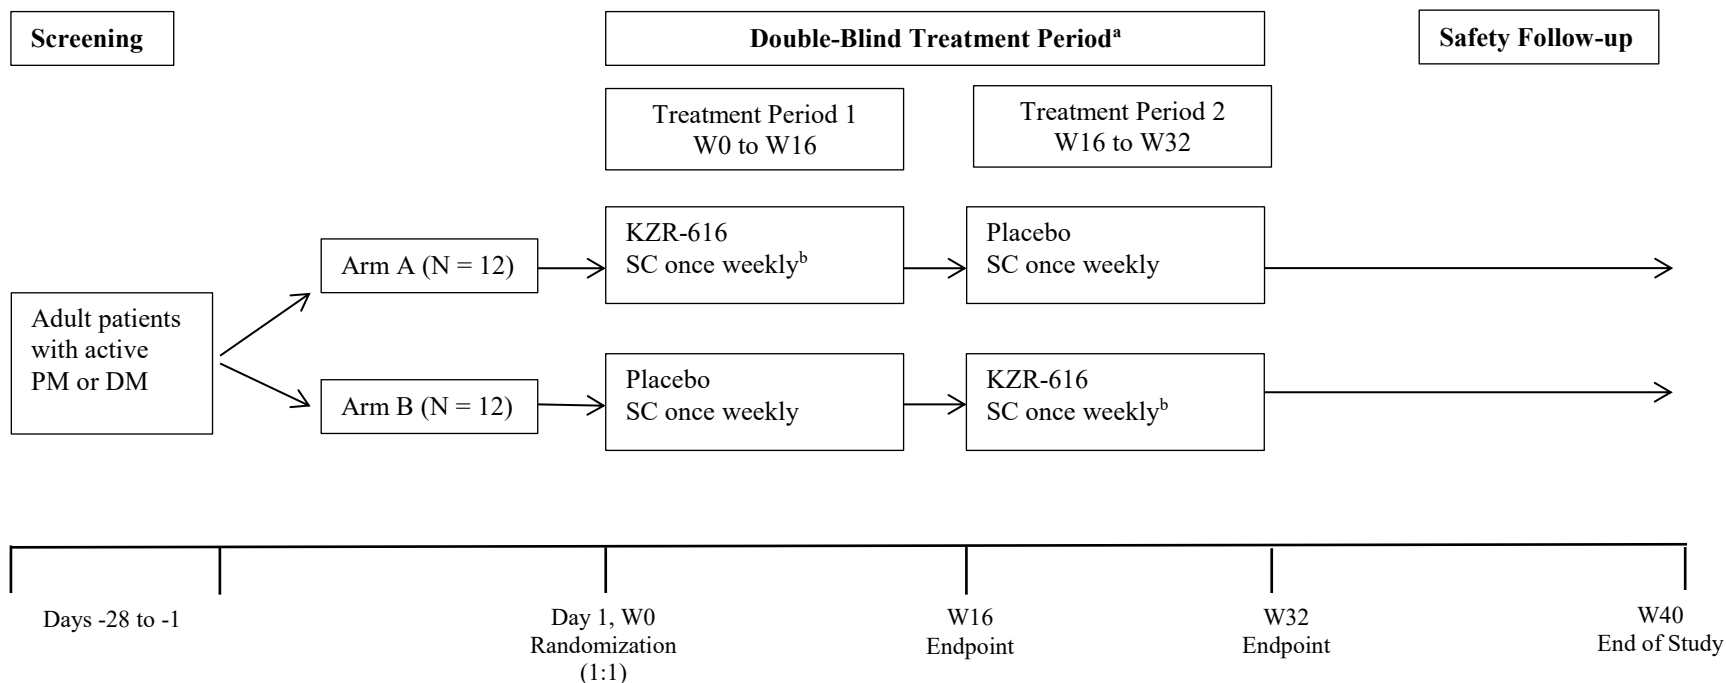 Screening
Double-Blind Treatment Periodᵃ
Safety Follow-up
Treatment Period 1
W0 to W16
Treatment Period 2
W16 to W32
Adult patients
with active
PM or DM
Arm A (N = 12)
KZR-616
SC once weeklyᵇ
Placebo
SC once weekly
Arm B (N = 12)
Placebo
SC once weekly
KZR-616
SC once weeklyᵇ
Days -28 to -1
Day 1, W0
Randomization
(1:1)
W16
Endpoint
W32
Endpoint
W40
End of Study